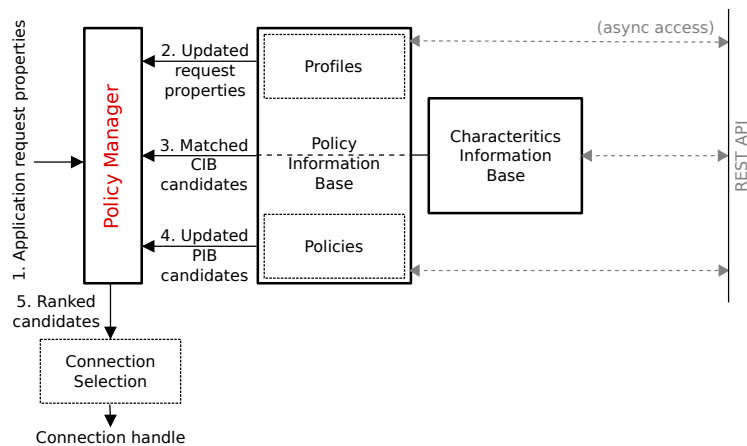 1. Application request properties
Policy Manager
2. Updated
request
properties
3. Matched
CIB
candidates
4. Updated
PIB
candidates
Profiles
Policy
Information
Base
Policies
Characteritics
Information
Base
(async access)
REST API
5. Ranked
candidates
Connection
Selection
Connection handle